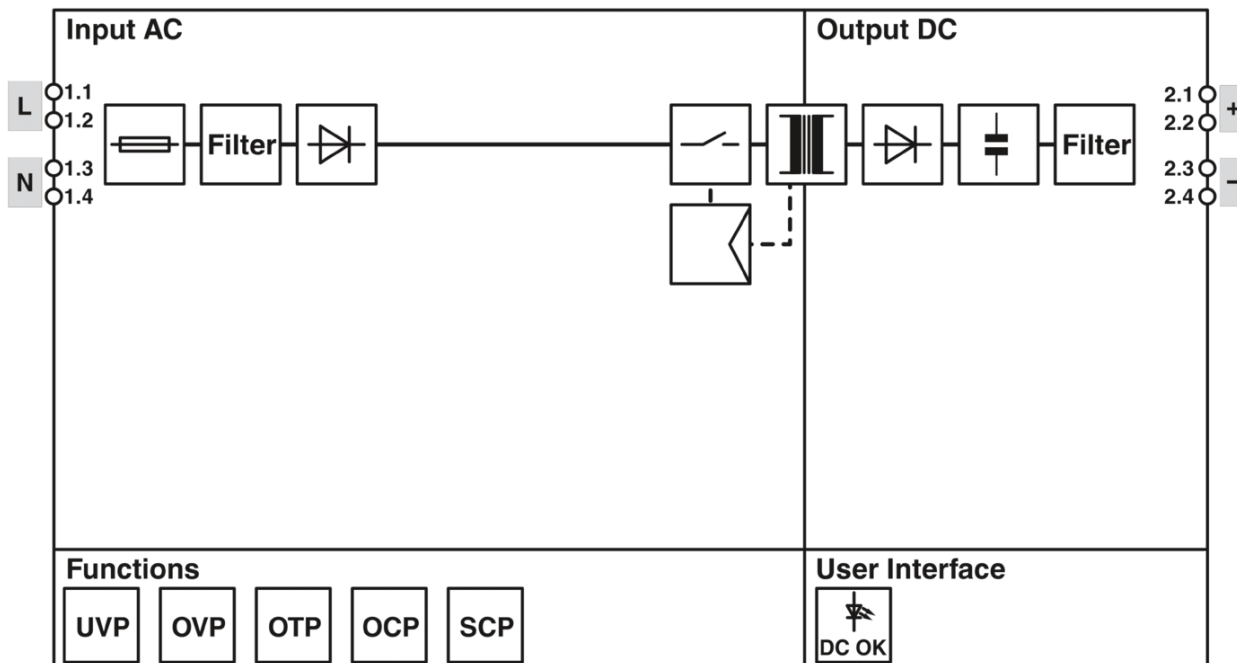 Input AC
Output DC
L
1.1
1.2
N
1.3
1.4
Filter
Filter
2.1
2.2
+
2.3
2.4
–
Functions
User Interface
UVP
OVP
OTP
OCP
SCP
DC OK